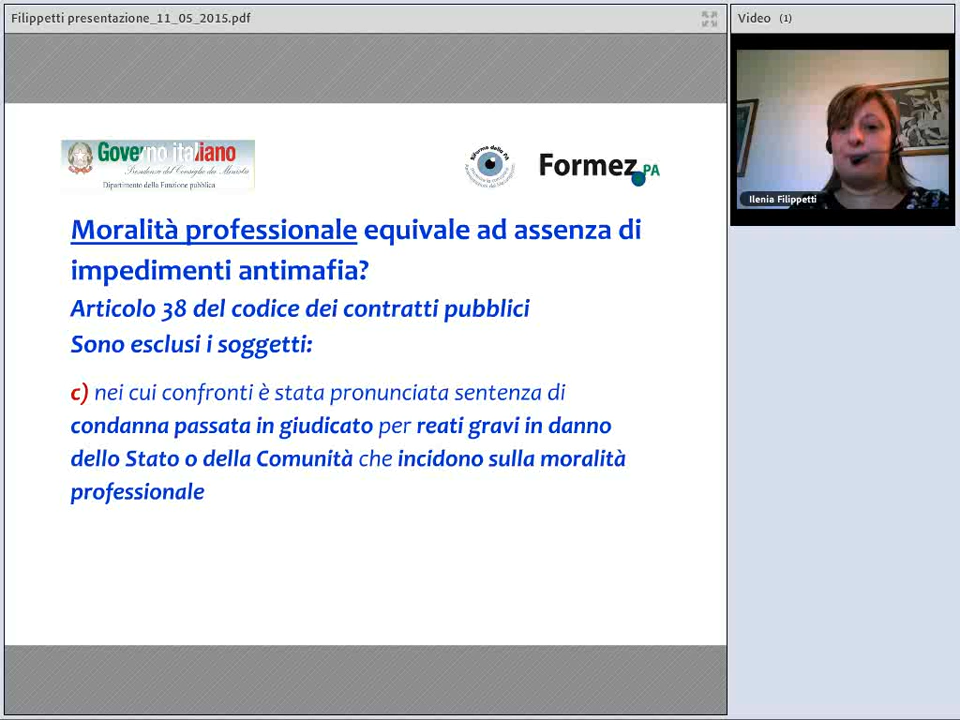 Filippetti presentazione_11_05_2015.pdf
Video (1)
Ilenia Filippetti
Governo italiano
Presidenza del Consiglio dei Ministri
Dipartimento della Funzione pubblica
Riforma della PA
Formez PA
Moralità professionale equivale ad assenza di
impedimenti antimafia?
Articolo 38 del codice dei contratti pubblici
Sono esclusi i soggetti:
c) nei cui confronti è stata pronunciata sentenza di
condanna passata in giudicato per reati gravi in danno
dello Stato o della Comunità che incidono sulla moralità
professionale